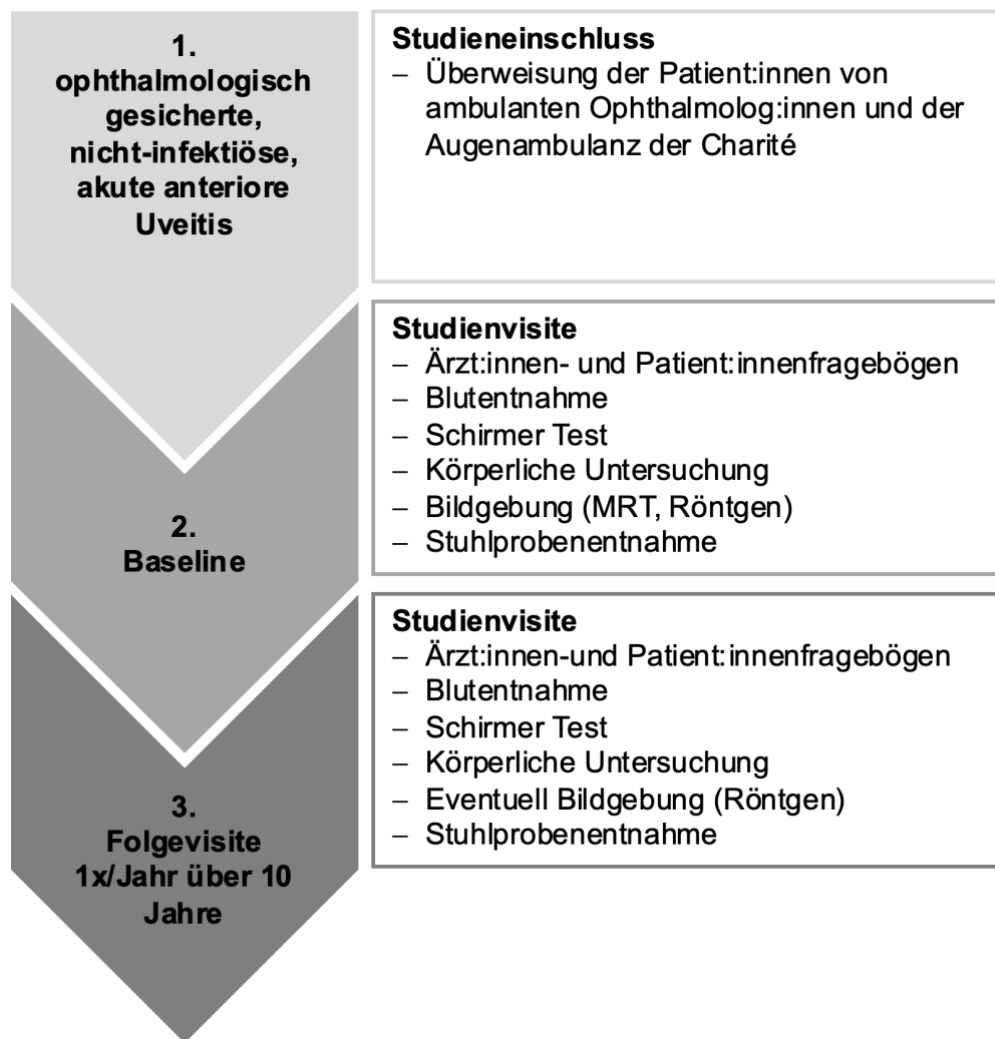 1.
ophthalmologisch
gesicherte,
nicht-infektiöse,
akute anteriore
Uveitis
Studieneinschluss
– Überweisung der Patient:innen von
ambulanten Ophthalmolog:innen und der
Augenambulanz der Charité
2.
Baseline
Studienvisite
– Ärzt:innen- und Patient:innenfragebögen
– Blutentnahme
– Schirmer Test
– Körperliche Untersuchung
– Bildgebung (MRT, Röntgen)
– Stuhlprobenentnahme
3.
Folgevisite
1x/Jahr über 10
Jahre
Studienvisite
– Ärzt:innen-und Patient:innenfragebögen
– Blutentnahme
– Schirmer Test
– Körperliche Untersuchung
– Eventuell Bildgebung (Röntgen)
– Stuhlprobenentnahme